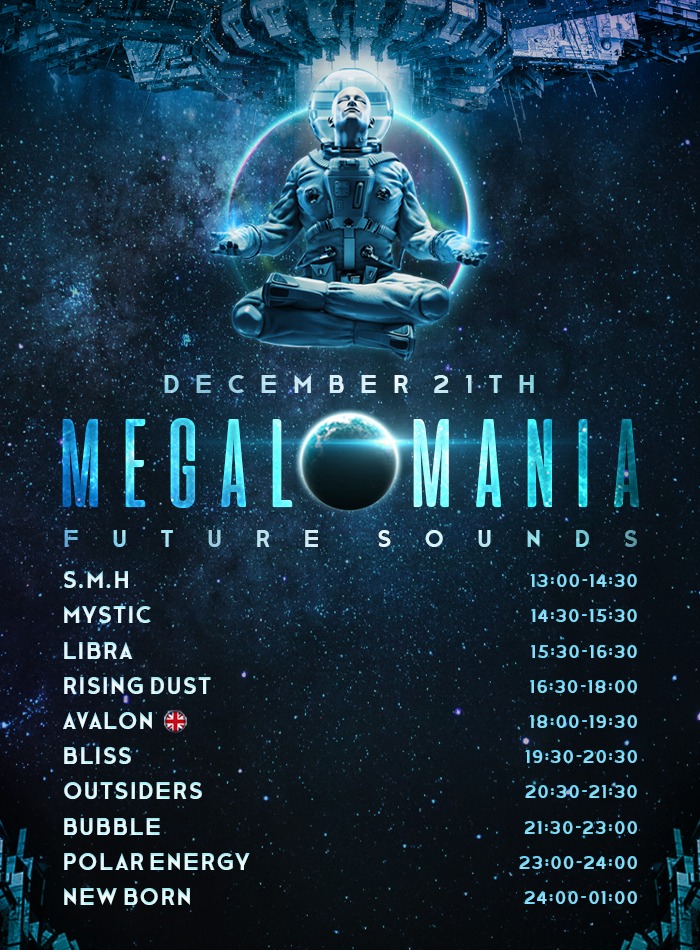 DECEMBER 21TH
MEGALOMANIA
FUTURE SOUNDS
S.M.H 13:00-14:30
MYSTIC 14:30-15:30
LIBRA 15:30-16:30
RISING DUST 16:30-18:00
AVALON 18:00-19:30
BLISS 19:30-20:30
OUTSIDERS 20:30-21:30
BUBBLE 21:30-23:00
POLAR ENERGY 23:00-24:00
NEW BORN 24:00-01:00